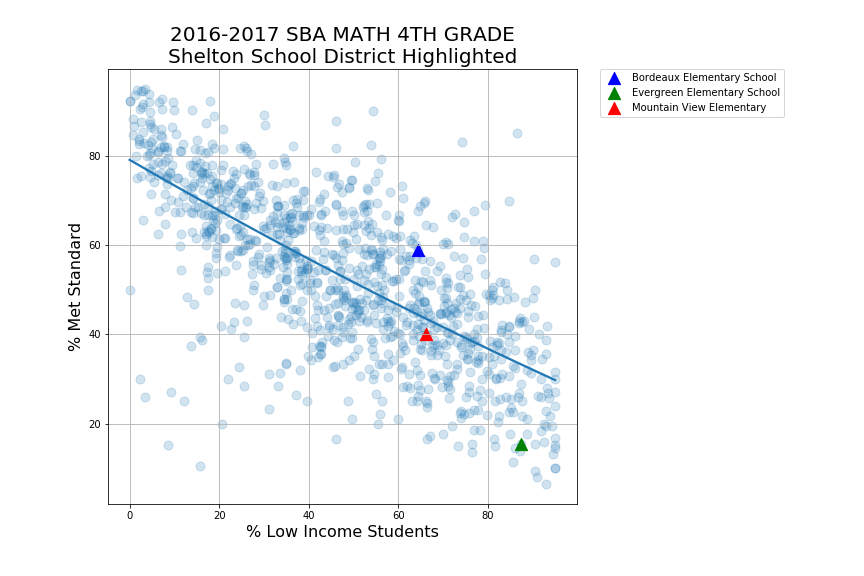 2016-2017 SBA MATH 4TH GRADE
Shelton School District Highlighted
Bordeaux Elementary School
Evergreen Elementary School
Mountain View Elementary
% Met Standard
80
60
40
20
0
20
40
60
80
% Low Income Students